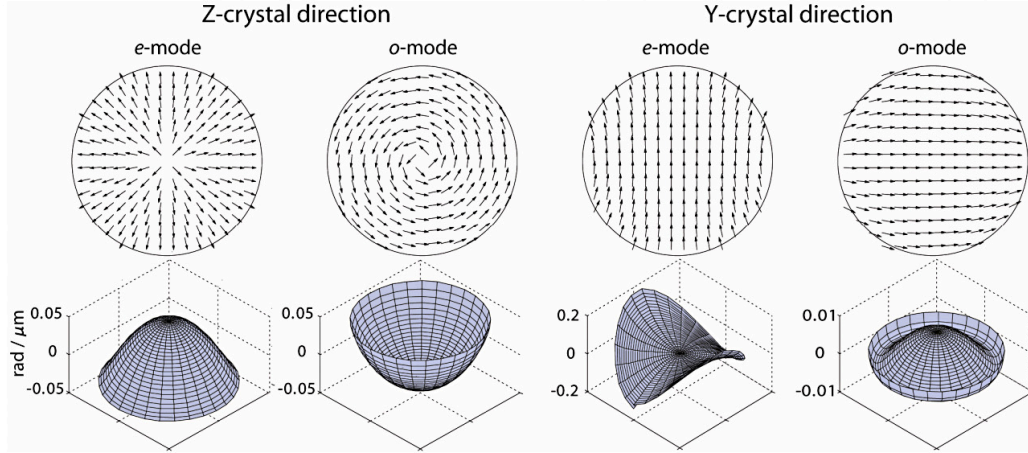 Z-crystal direction
Y-crystal direction
e-mode
o-mode
e-mode
o-mode
rad / μm
0.05
0
-0.05
0.05
0
-0.05
0.2
0
-0.2
0.01
0
-0.01